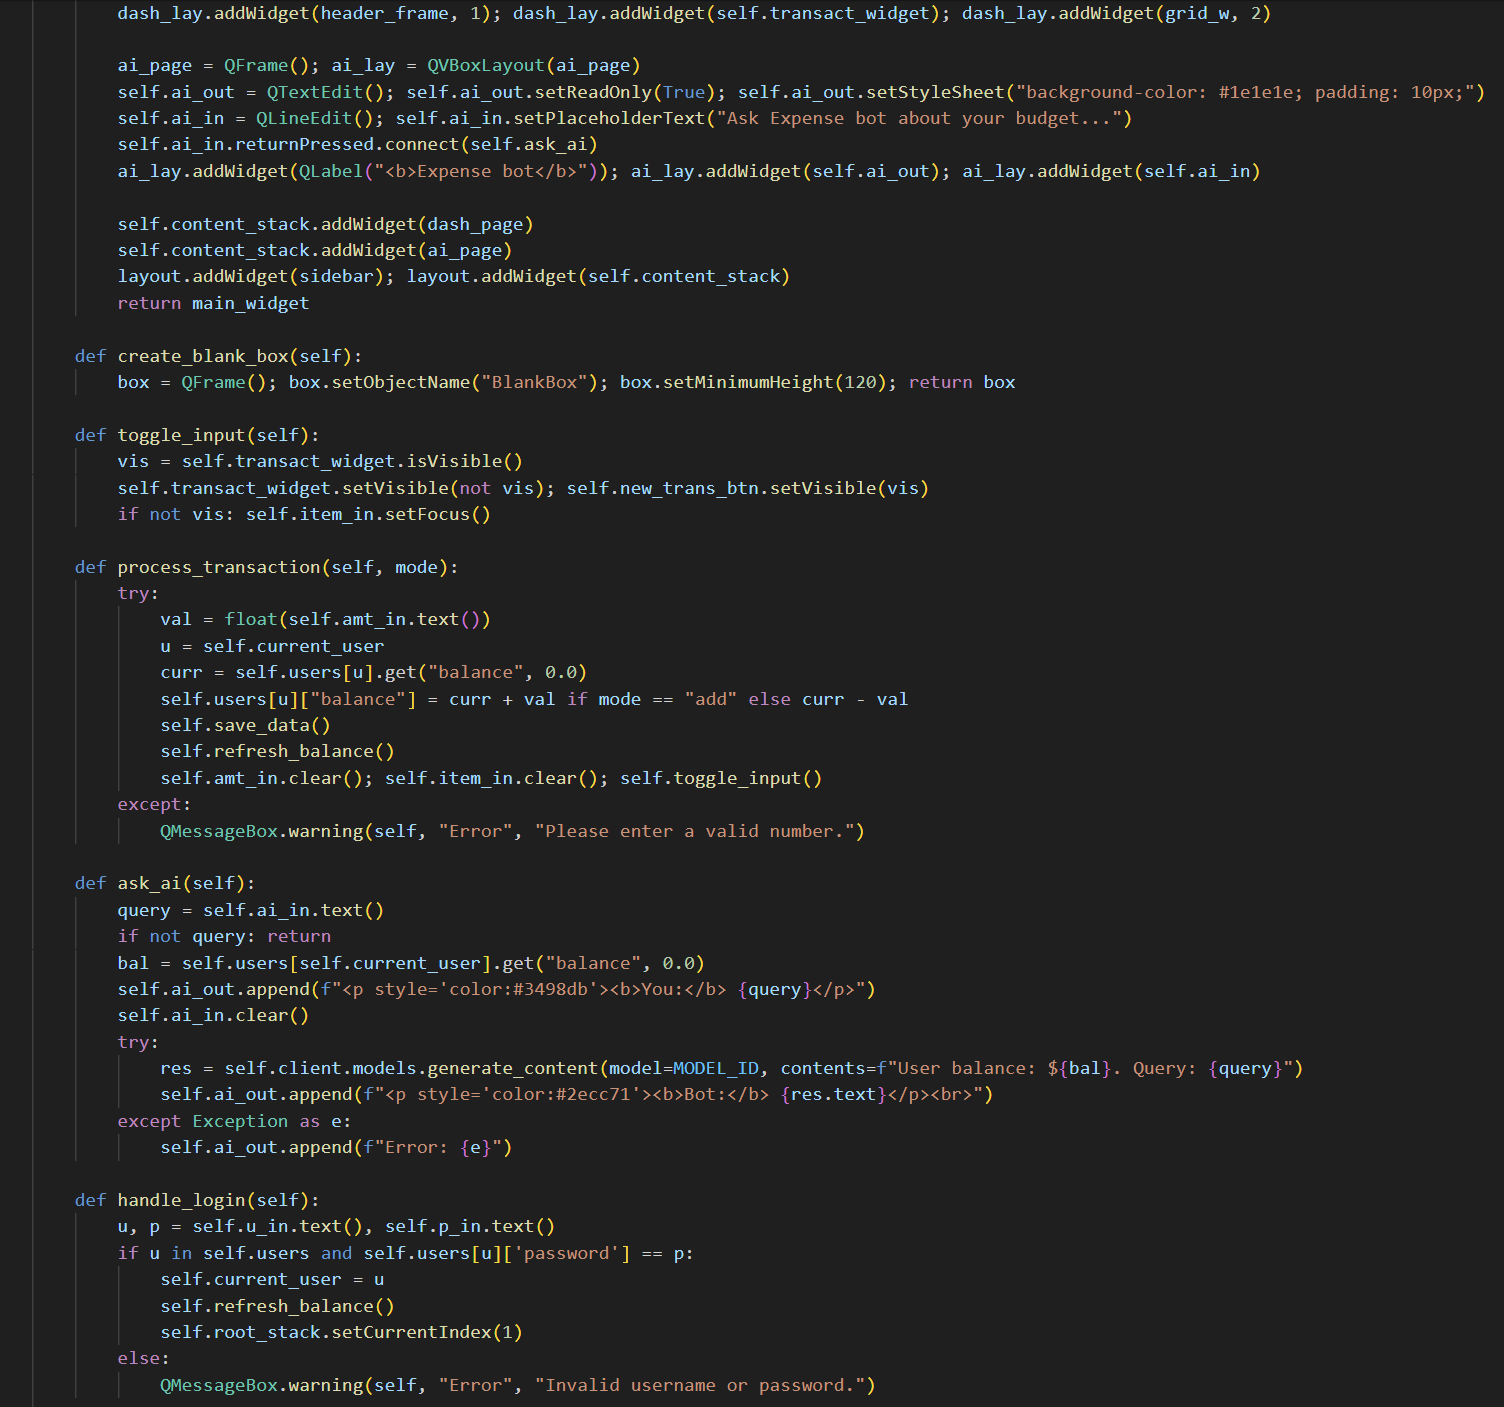 dash_lay.addWidget(header_frame, 1); dash_lay.addWidget(self.transact_widget); dash_lay.addWidget(grid_w, 2)

ai_page = QFrame(); ai_lay = QVBoxLayout(ai_page)
self.ai_out = QTextEdit(); self.ai_out.setReadOnly(True); self.ai_out.setStyleSheet("background-color: #1e1e1e; padding: 10px;")
self.ai_in = QLineEdit(); self.ai_in.setPlaceholderText("Ask Expense bot about your budget...")
self.ai_in.returnPressed.connect(self.ask_ai)
ai_lay.addWidget(QLabel("<b>Expense bot</b>")); ai_lay.addWidget(self.ai_out); ai_lay.addWidget(self.ai_in)

self.content_stack.addWidget(dash_page)
self.content_stack.addWidget(ai_page)
layout.addWidget(sidebar); layout.addWidget(self.content_stack)
return main_widget

def create_blank_box(self):
box = QFrame(); box.setObjectName("BlankBox"); box.setMinimumHeight(120); return box

def toggle_input(self):
vis = self.transact_widget.isVisible()
self.transact_widget.setVisible(not vis); self.new_trans_btn.setVisible(vis)
if not vis: self.item_in.setFocus()

def process_transaction(self, mode):
try:
val = float(self.amt_in.text())
u = self.current_user
curr = self.users[u].get("balance", 0.0)
self.users[u]["balance"] = curr + val if mode == "add" else curr - val
self.save_data()
self.refresh_balance()
self.amt_in.clear(); self.item_in.clear(); self.toggle_input()
except:
QMessageBox.warning(self, "Error", "Please enter a valid number.")

def ask_ai(self):
query = self.ai_in.text()
if not query: return
bal = self.users[self.current_user].get("balance", 0.0)
self.ai_out.append(f"<p style='color:#3498db'><b>You:</b> {query}</p>")
self.ai_in.clear()
try:
res = self.client.models.generate_content(model=MODEL_ID, contents=f"User balance: ${bal}. Query: {query}")
self.ai_out.append(f"<p style='color:#2ecc71'><b>Bot:</b> {res.text}</p><br>")
except Exception as e:
self.ai_out.append(f"Error: {e}")

def handle_login(self):
u, p = self.u_in.text(), self.p_in.text()
if u in self.users and self.users[u]['password'] == p:
self.current_user = u
self.refresh_balance()
self.root_stack.setCurrentIndex(1)
else:
QMessageBox.warning(self, "Error", "Invalid username or password.")